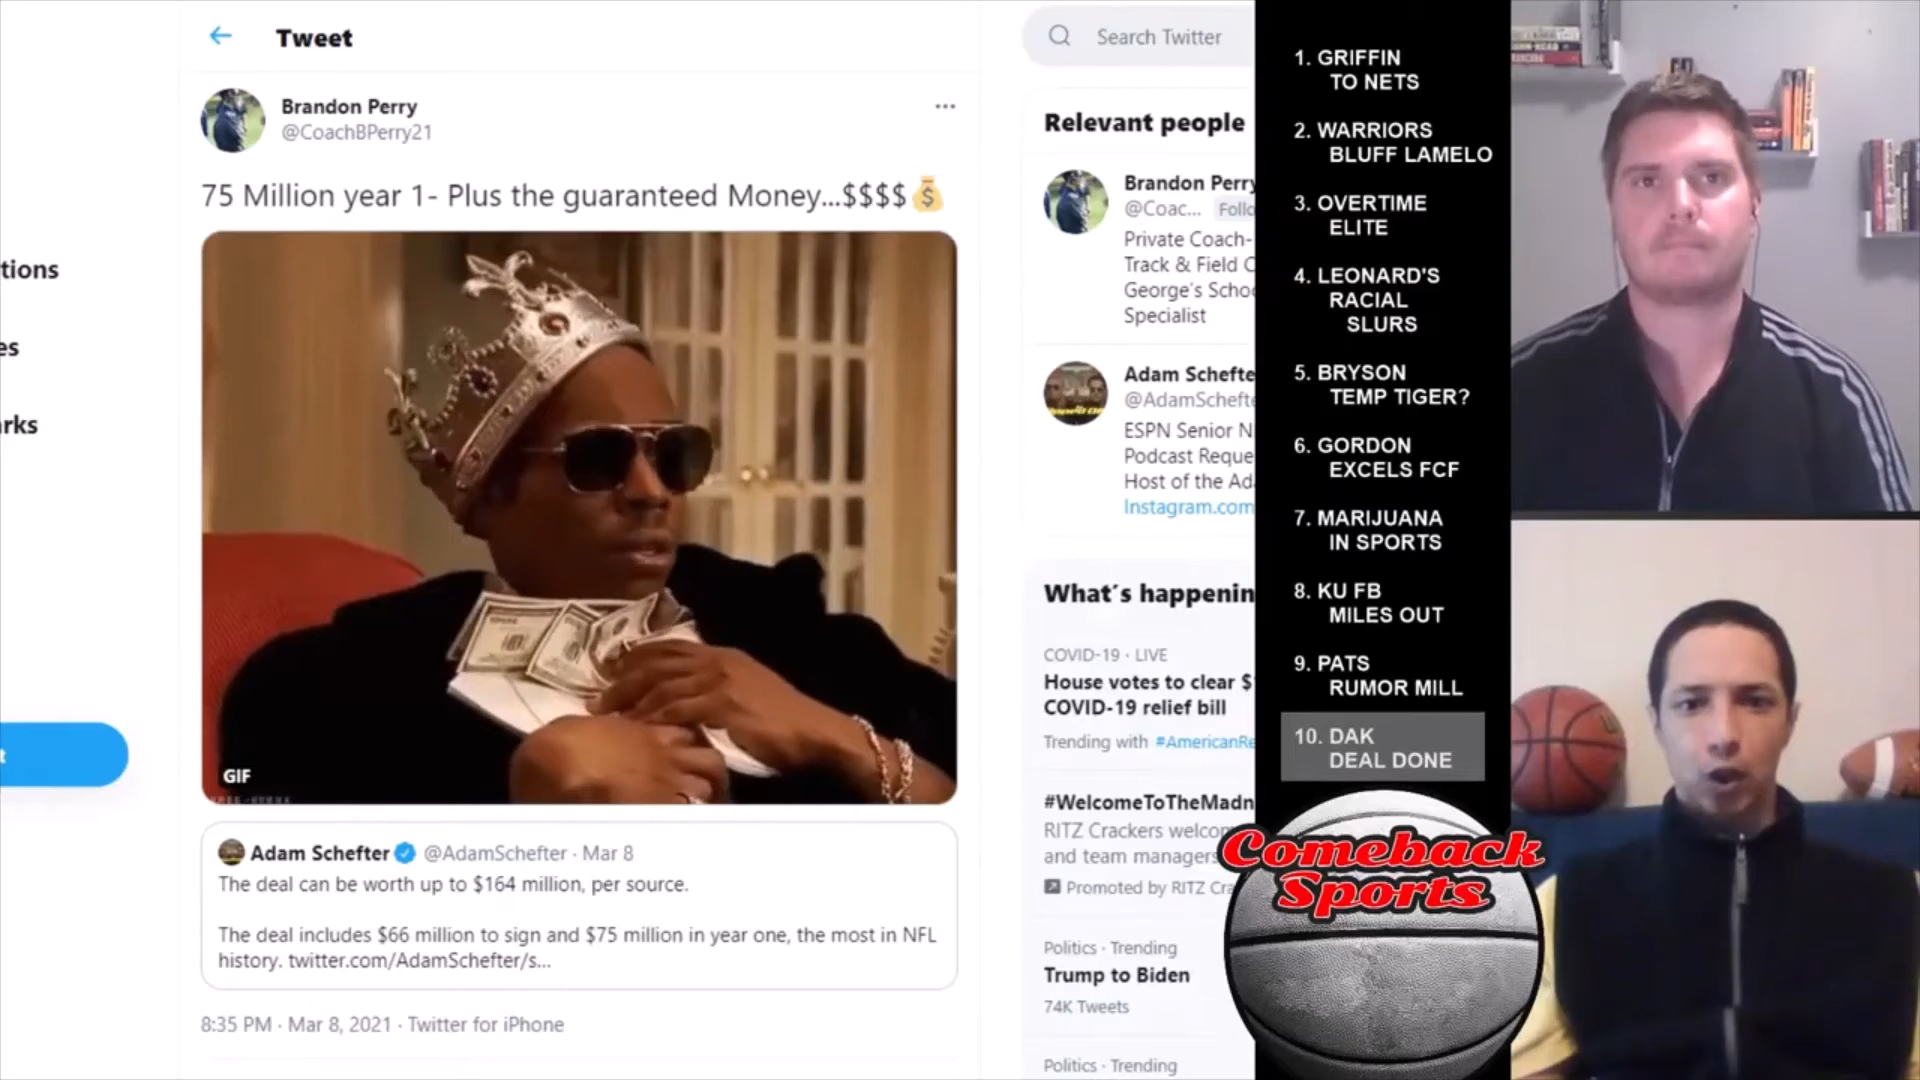 Tweet
Brandon Perry
@CoachBPerry21
75 Million year 1- Plus the guaranteed Money...$$$$💰
GIF
Adam Schefter @AdamSchefter · Mar 8
The deal can be worth up to $164 million, per source.
The deal includes $66 million to sign and $75 million in year one, the most in NFL
history. twitter.com/AdamSchefter/s...
8:35 PM · Mar 8, 2021 · Twitter for iPhone
tions
es
arks
t
Search Twitter
Relevant people
Brandon Perry
@Coac... Follo
Private Coach-
Track & Field C
George's Schoo
Specialist
Adam Schefte
@AdamSchefte
ESPN Senior N
Podcast Reque
Host of the Ad
Instagram.com
What's happenin
COVID-19 · LIVE
House votes to clear $
COVID-19 relief bill
Trending with #AmericanRe
#WelcomeToTheMadn
RITZ Crackers welcom
and team managers
Promoted by RITZ Cra
Politics · Trending
Trump to Biden
74K Tweets
Politics · Trending
1. GRIFFIN
TO NETS
2. WARRIORS
BLUFF LAMELO
3. OVERTIME
ELITE
4. LEONARD'S
RACIAL
SLURS
5. BRYSON
TEMP TIGER?
6. GORDON
EXCELS FCF
7. MARIJUANA
IN SPORTS
8. KU FB
MILES OUT
9. PATS
RUMOR MILL
10. DAK
DEAL DONE
Comeback
Sports